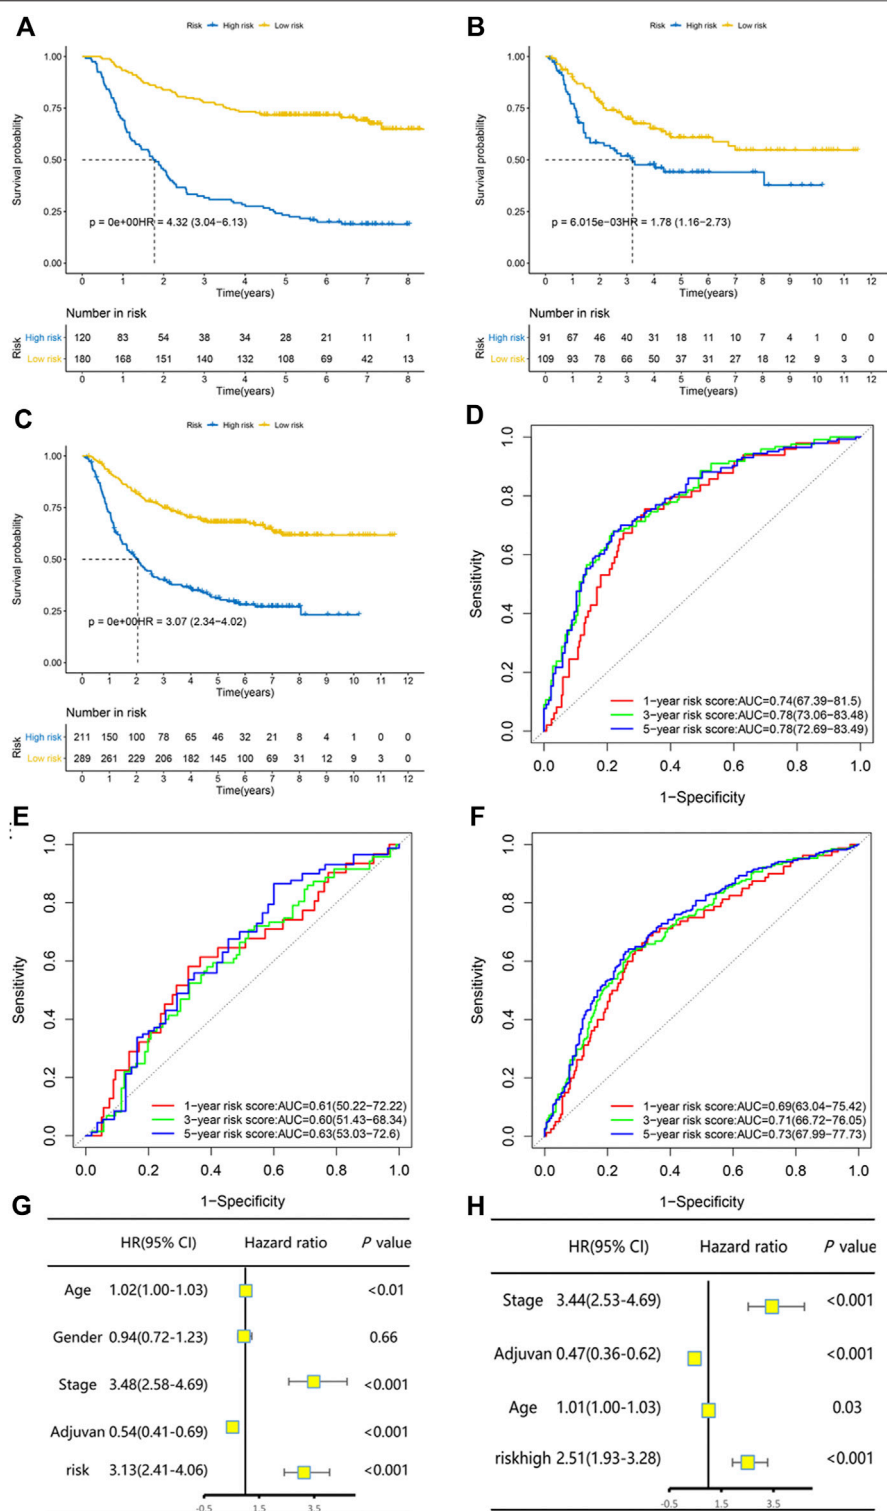 A
Risk High risk Low risk
Survival probability
1.00
0.75
0.50
0.25
0.00
p = 0e+00HR = 4.32 (3.04−6.13)
0 1 2 3 4 5 6 7 8
Time(years)
Number in risk
Risk
High risk 120 83 54 38 34 28 21 11 1
Low risk 180 168 151 140 132 108 69 42 13
0 1 2 3 4 5 6 7 8
Time(years)
B
Risk High risk Low risk
Survival probability
1.00
0.75
0.50
0.25
0.00
p = 6.015e−03HR = 1.78 (1.16−2.73)
0 1 2 3 4 5 6 7 8 9 10 11 12
Time(years)
Number in risk
Risk
High risk 91 67 46 40 31 18 11 10 7 4 1 0 0
Low risk 109 93 78 66 50 37 31 27 18 12 9 3 0
0 1 2 3 4 5 6 7 8 9 10 11 12
Time(years)
C
Risk High risk Low risk
Survival probability
1.00
0.75
0.50
0.25
0.00
p = 0e+00HR = 3.07 (2.34−4.02)
0 1 2 3 4 5 6 7 8 9 10 11 12
Time(years)
Number in risk
Risk
High risk 211 150 100 78 65 46 32 21 8 4 1 0 0
Low risk 289 261 229 206 182 145 100 69 31 12 9 3 0
0 1 2 3 4 5 6 7 8 9 10 11 12
Time(years)
D
Sensitivity
1.0
0.8
0.6
0.4
0.2
0.0
1−year risk score:AUC=0.74(67.39−81.5)
3−year risk score:AUC=0.78(73.06−83.48)
5−year risk score:AUC=0.78(72.69−83.49)
0.0 0.2 0.4 0.6 0.8 1.0
1−Specificity
E
Sensitivity
1.0
0.8
0.6
0.4
0.2
0.0
1−year risk score:AUC=0.61(50.22−72.22)
3−year risk score:AUC=0.60(51.43−68.34)
5−year risk score:AUC=0.63(53.03−72.6)
0.0 0.2 0.4 0.6 0.8 1.0
1−Specificity
F
Sensitivity
1.0
0.8
0.6
0.4
0.2
0.0
1−year risk score:AUC=0.69(63.04−75.42)
3−year risk score:AUC=0.71(66.72−76.05)
5−year risk score:AUC=0.73(67.99−77.73)
0.0 0.2 0.4 0.6 0.8 1.0
1−Specificity
G
HR(95% CI) Hazard ratio P value
Age 1.02(1.00-1.03) <0.01
Gender 0.94(0.72-1.23) 0.66
Stage 3.48(2.58-4.69) <0.001
Adjuvan 0.54(0.41-0.69) <0.001
risk 3.13(2.41-4.06) <0.001
-0.5 1.5 3.5
H
HR(95% CI) Hazard ratio P value
Stage 3.44(2.53-4.69) <0.001
Adjuvan 0.47(0.36-0.62) <0.001
Age 1.01(1.00-1.03) 0.03
riskhigh 2.51(1.93-3.28) <0.001
-0.5 1.5 3.5